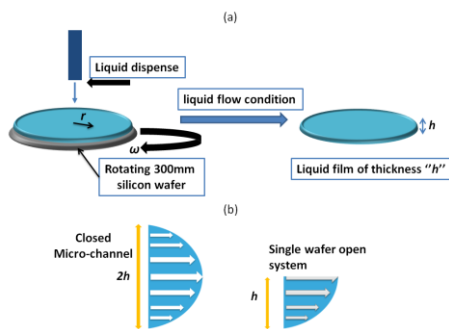 (a)
Liquid dispense
r
liquid flow condition
h
ω
Rotating 300mm
silicon wafer
Liquid film of thickness "h"
(b)
Closed
Micro-channel
2h
Single wafer open
system
h